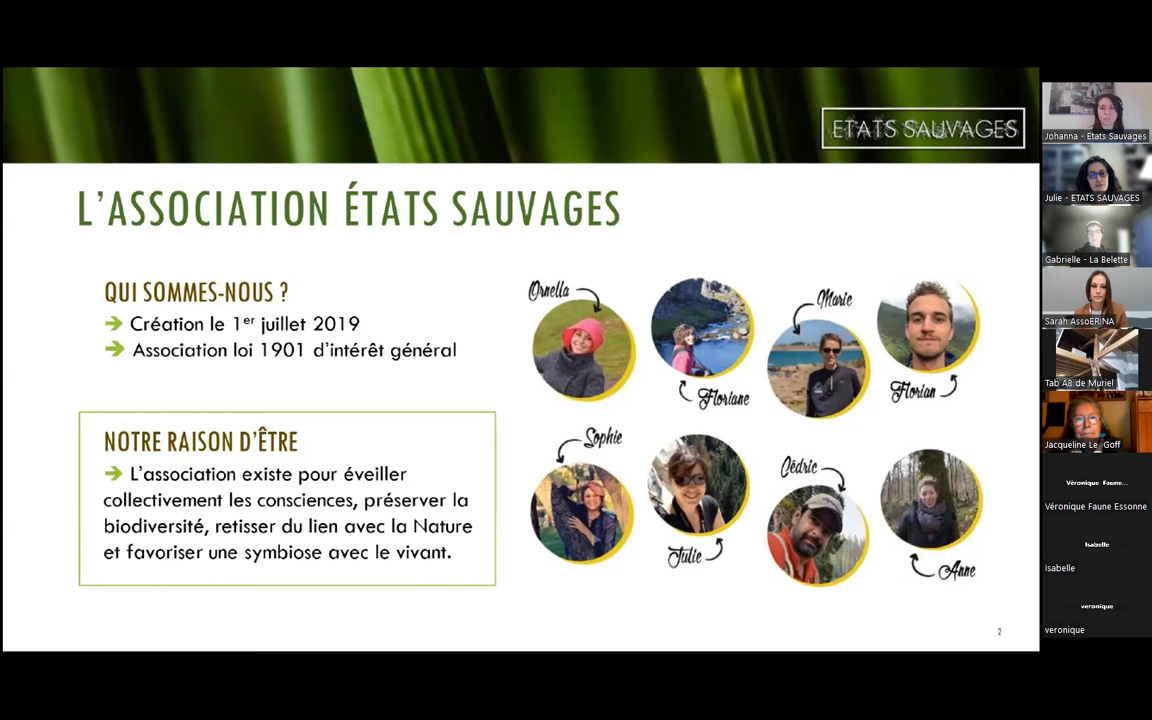 ETATS SAUVAGES
L'ASSOCIATION ÉTATS SAUVAGES
QUI SOMMES-NOUS ?
➔ Création le 1er juillet 2019
➔ Association loi 1901 d'intérêt général
NOTRE RAISON D'ÊTRE
➔ L'association existe pour éveiller
collectivement les consciences, préserver la
biodiversité, retisser du lien avec la Nature
et favoriser une symbiose avec le vivant.
Ornella
Floriane
Marie
Florian
Sophie
Julie
Cédric
Anne
2
Johanna - Etats Sauvages
Julie - ETATS SAUVAGES
Gabrielle - La Belette
Sarah AssoERINA
Tab A8 de Muriel
Jacqueline Le Goff
Véronique Faune...
Véronique Faune Essonne
Isabelle
Isabelle
veronique
veronique